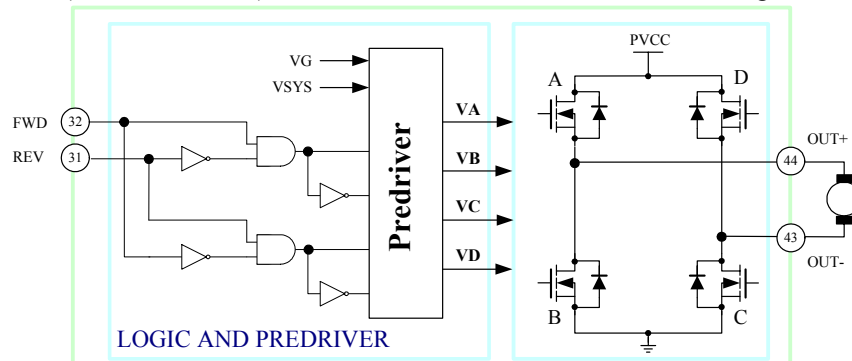 PVCC
VG
A
D
VSYS
FWD
32
VA
OUT+
REV
31
VB
44
Predriver
VC
43
VD
OUT-
B
C
LOGIC AND PREDRIVER